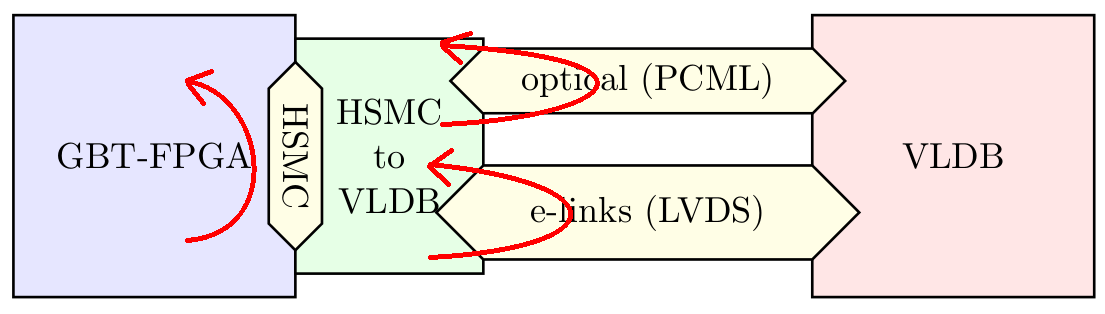 GBT-FPGA
HSMC
HSMC
to
VLDB
optical (PCML)
e-links (LVDS)
VLDB